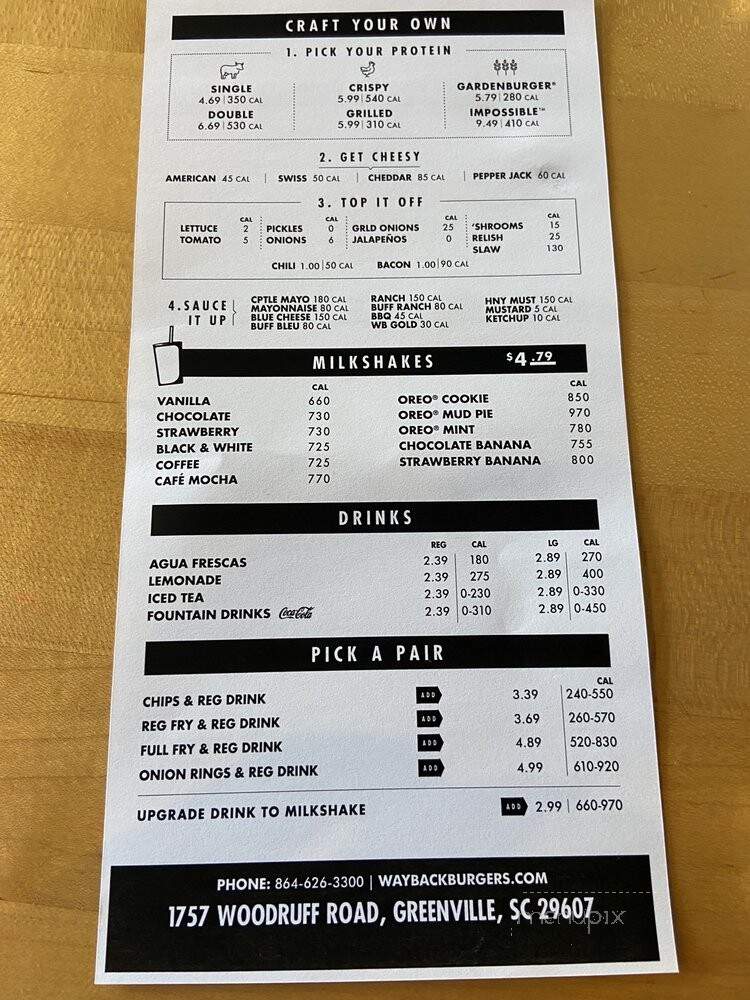 CRAFT YOUR OWN
1. PICK YOUR PROTEIN
SINGLE CRISPY GARDENBURGER®
4.69 | 350 CAL 5.99 | 540 CAL 5.79 | 280 CAL
DOUBLE GRILLED IMPOSSIBLE™
6.69 | 530 CAL 5.99 | 310 CAL 9.49 | 410 CAL
2. GET CHEESY
AMERICAN 45 CAL | SWISS 50 CAL | CHEDDAR 85 CAL | PEPPER JACK 60 CAL
3. TOP IT OFF
CAL CAL CAL CAL
LETTUCE 2 PICKLES 0 GRLD ONIONS 25 'SHROOMS 15
TOMATO 5 ONIONS 6 JALAPEÑOS 0 RELISH 25
SLAW 130
CHILI 1.00 | 50 CAL BACON 1.00 | 90 CAL
4. SAUCE IT UP
CPTLE MAYO 180 CAL RANCH 150 CAL HNY MUST 150 CAL
MAYONNAISE 80 CAL BUFF RANCH 80 CAL MUSTARD 5 CAL
BLUE CHEESE 150 CAL BBQ 45 CAL KETCHUP 10 CAL
BUFF BLEU 80 CAL WB GOLD 30 CAL
MILKSHAKES $4.79
CAL CAL
VANILLA 660 OREO® COOKIE 850
CHOCOLATE 730 OREO® MUD PIE 970
STRAWBERRY 730 OREO® MINT 780
BLACK & WHITE 725 CHOCOLATE BANANA 755
COFFEE 725 STRAWBERRY BANANA 800
CAFÉ MOCHA 770
DRINKS
REG CAL LG CAL
AGUA FRESCAS 2.39 180 2.89 270
LEMONADE 2.39 275 2.89 400
ICED TEA 2.39 0-230 2.89 0-330
FOUNTAIN DRINKS Coca-Cola 2.39 0-310 2.89 0-450
PICK A PAIR
CAL
CHIPS & REG DRINK ADD 3.39 240-550
REG FRY & REG DRINK ADD 3.69 260-570
FULL FRY & REG DRINK ADD 4.89 520-830
ONION RINGS & REG DRINK ADD 4.99 610-920
UPGRADE DRINK TO MILKSHAKE ADD 2.99 | 660-970
PHONE: 864-626-3300 | WAYBACKBURGERS.COM
1757 WOODRUFF ROAD, GREENVILLE, SC 29607
menupix